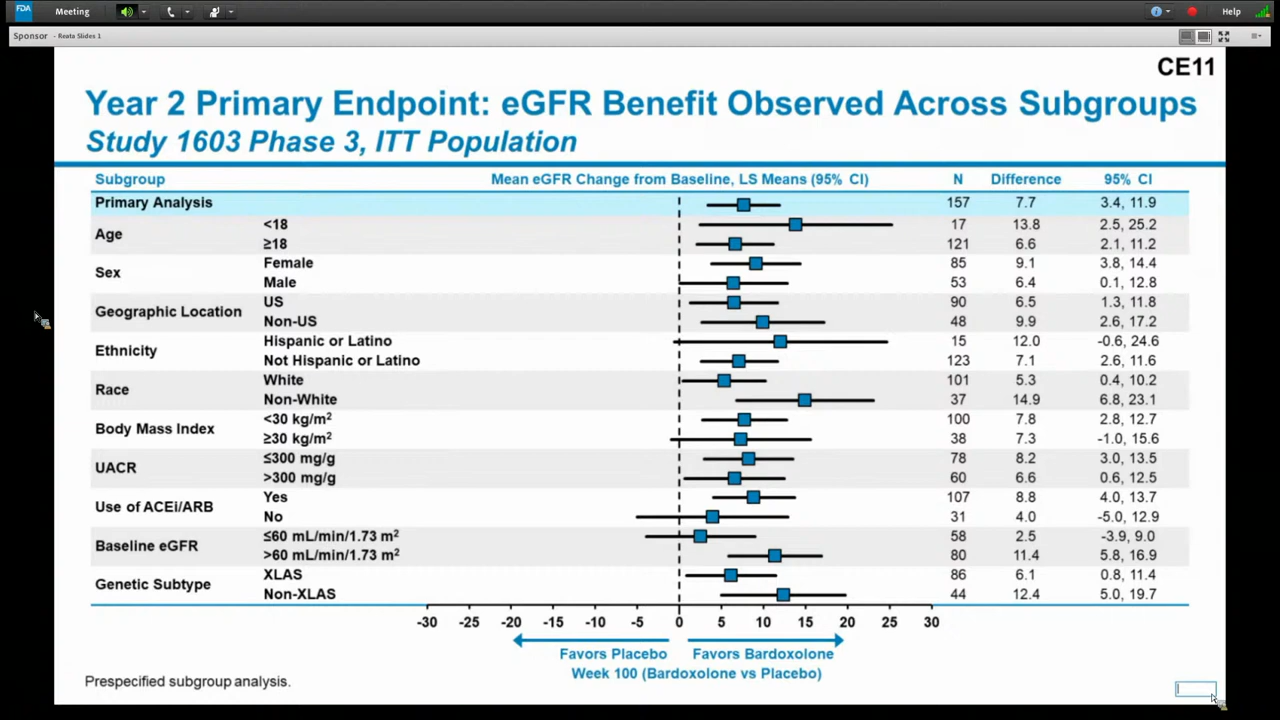 FDA Meeting Help
Sponsor - Reata Slides 1
CE11
Year 2 Primary Endpoint: eGFR Benefit Observed Across Subgroups
Study 1603 Phase 3, ITT Population
Subgroup Mean eGFR Change from Baseline, LS Means (95% CI) N Difference 95% CI
Primary Analysis 157 7.7 3.4, 11.9
Age
<18 17 13.8 2.5, 25.2
≥18 121 6.6 2.1, 11.2
Sex
Female 85 9.1 3.8, 14.4
Male 53 6.4 0.1, 12.8
Geographic Location
US 90 6.5 1.3, 11.8
Non-US 48 9.9 2.6, 17.2
Ethnicity
Hispanic or Latino 15 12.0 -0.6, 24.6
Not Hispanic or Latino 123 7.1 2.6, 11.6
Race
White 101 5.3 0.4, 10.2
Non-White 37 14.9 6.8, 23.1
Body Mass Index
<30 kg/m² 100 7.8 2.8, 12.7
≥30 kg/m² 38 7.3 -1.0, 15.6
UACR
≤300 mg/g 78 8.2 3.0, 13.5
>300 mg/g 60 6.6 0.6, 12.5
Use of ACEi/ARB
Yes 107 8.8 4.0, 13.7
No 31 4.0 -5.0, 12.9
Baseline eGFR
≤60 mL/min/1.73 m² 58 2.5 -3.9, 9.0
>60 mL/min/1.73 m² 80 11.4 5.8, 16.9
Genetic Subtype
XLAS 86 6.1 0.8, 11.4
Non-XLAS 44 12.4 5.0, 19.7
-30 -25 -20 -15 -10 -5 0 5 10 15 20 25 30
Favors Placebo Favors Bardoxolone
Week 100 (Bardoxolone vs Placebo)
Prespecified subgroup analysis.